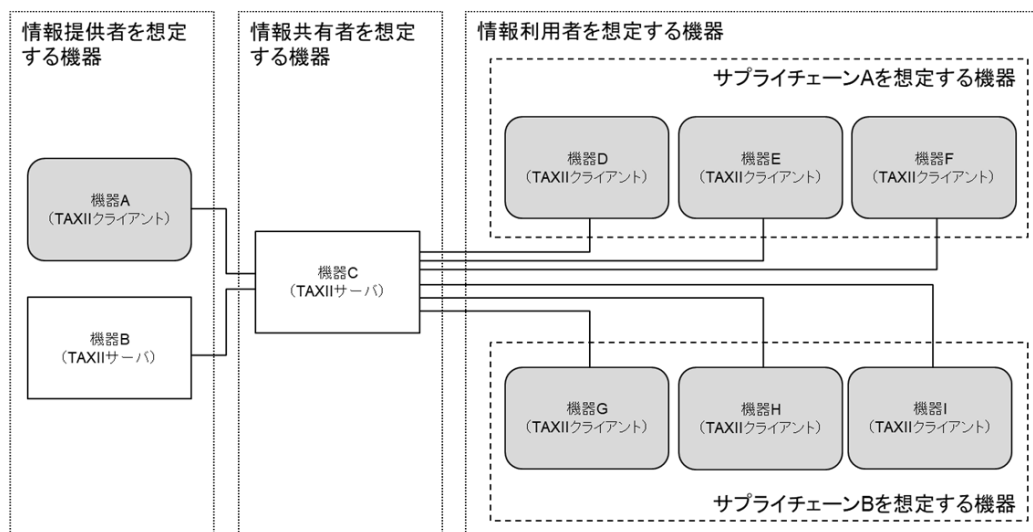 情報提供者を想定
する機器
情報共有者を想定
する機器
情報利用者を想定する機器
サプライチェーンAを想定する機器
機器A
（TAXIIクライアント）
機器B
（TAXIIサーバ）
機器C
（TAXIIサーバ）
機器D
（TAXIIクライアント）
機器E
（TAXIIクライアント）
機器F
（TAXIIクライアント）
機器G
（TAXIIクライアント）
機器H
（TAXIIクライアント）
機器I
（TAXIIクライアント）
サプライチェーンBを想定する機器